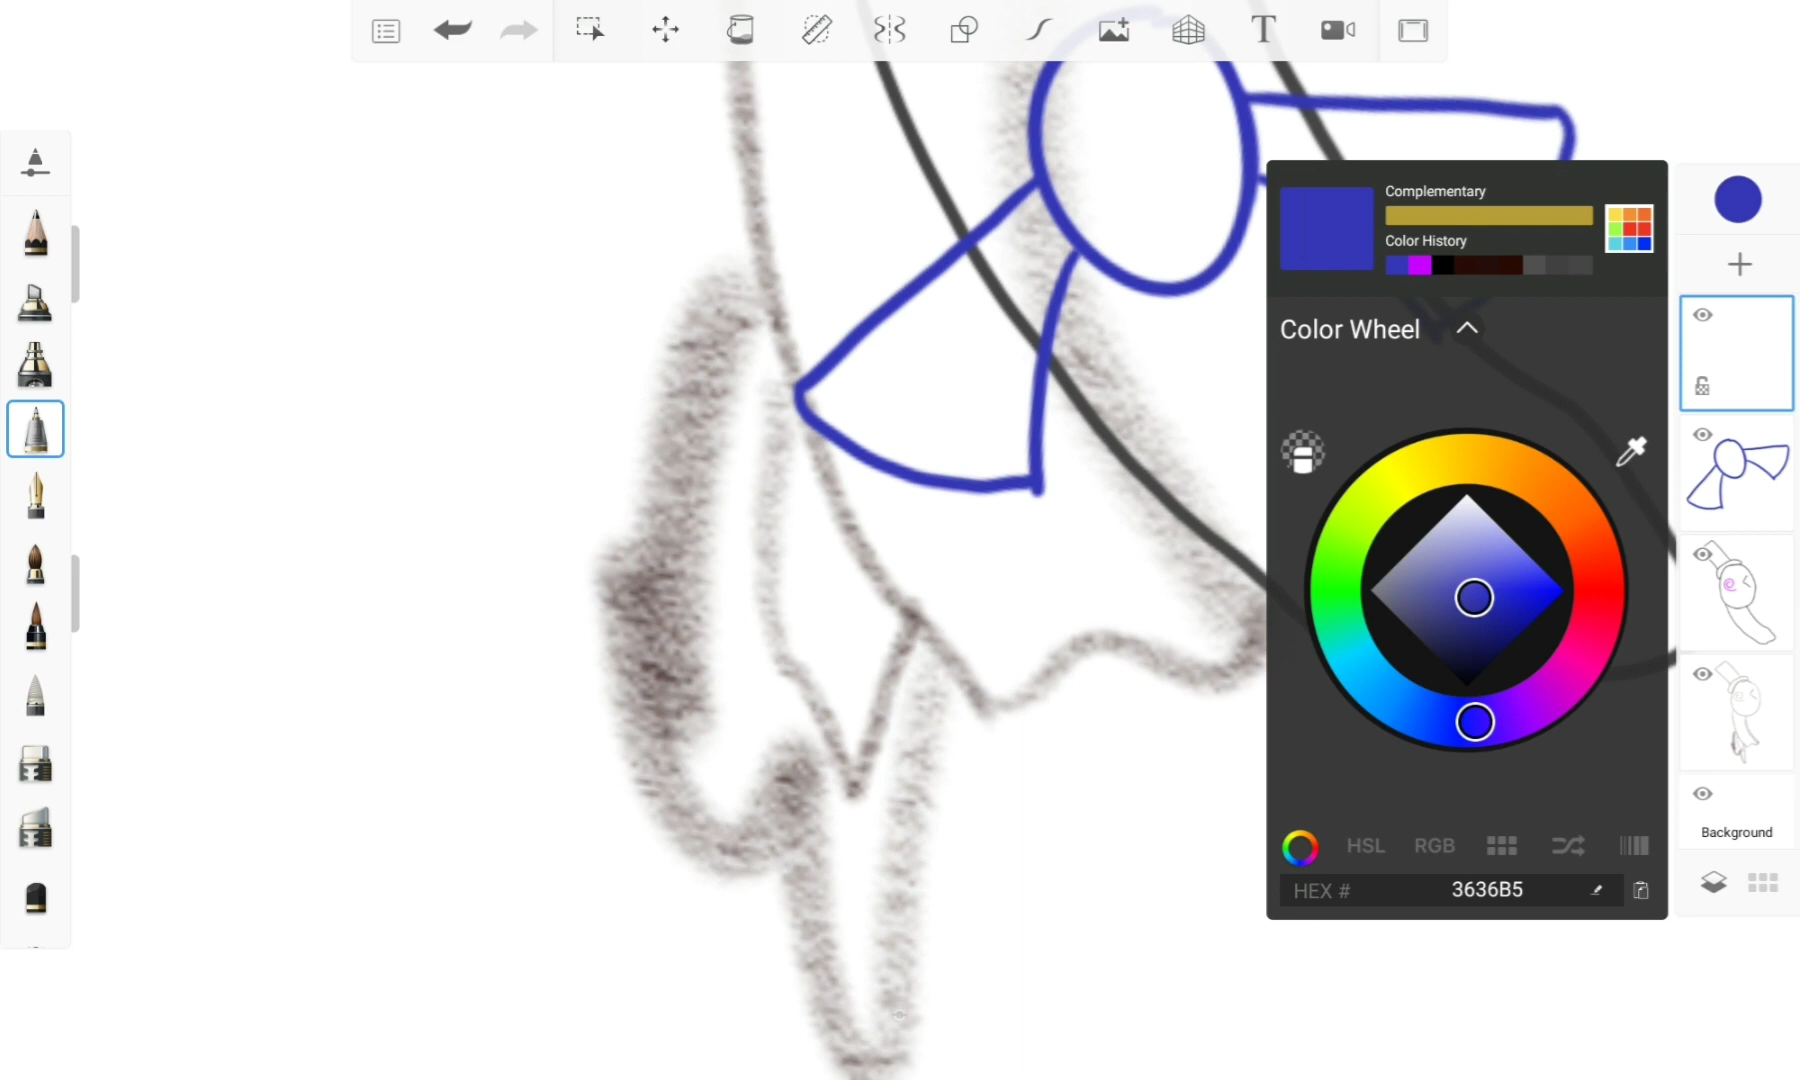 T
Complementary
Color History
Color Wheel
HSL RGB
HEX # 3636B5
Background